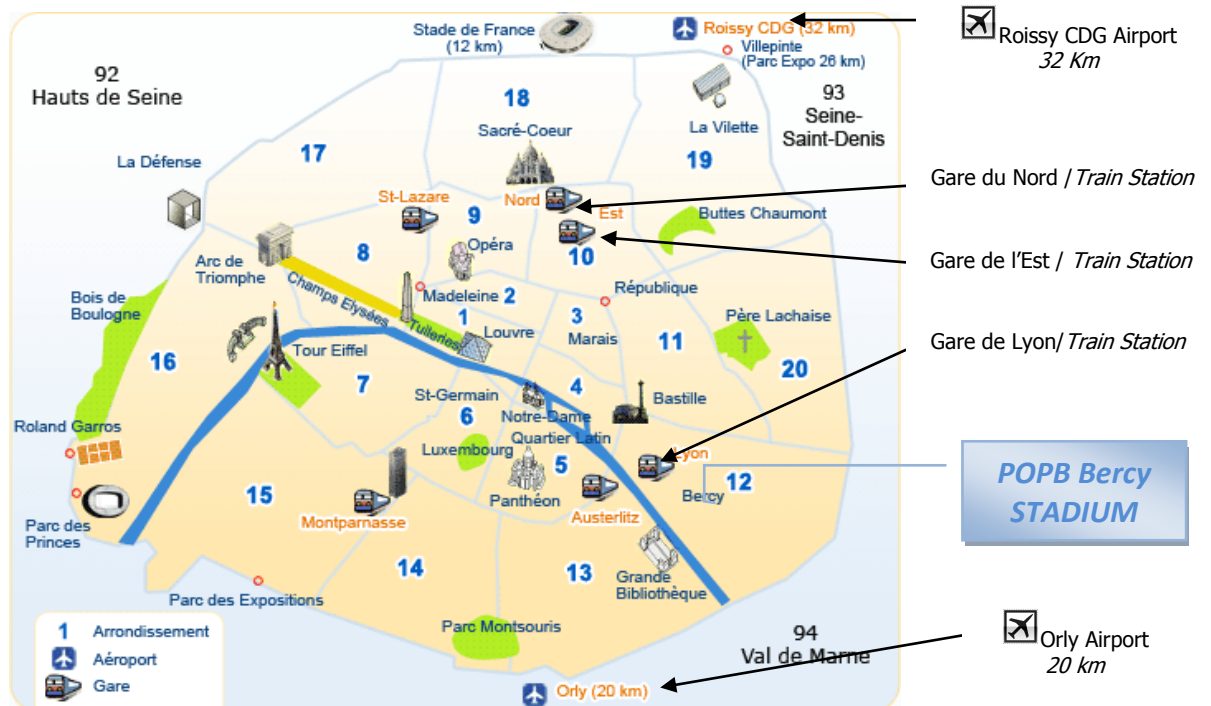 Stade de France
(12 km)
Roissy CDG (32 km)
Villepinte
(Parc Expo 26 km)
Roissy CDG Airport
32 Km
92
Hauts de Seine
93
Seine-
Saint-Denis
18
Sacré-Coeur
La Vilette
17
19
La Défense
St-Lazare
Nord
Est
Gare du Nord / Train Station
9
Buttes Chaumont
8
Opéra
10
Gare de l'Est / Train Station
Arc de
Triomphe
Champs Elysées
Madeleine
2
République
Bois de
Boulogne
1
Tuileries
Louvre
3
Marais
Père Lachaise
11
Gare de Lyon/ Train Station
16
Tour Eiffel
7
20
St-Germain
4
Bastille
6
Notre-Dame
Roland Garros
Luxembourg
Quartier Latin
Lyon
5
12
POPB Bercy
STADIUM
15
Panthéon
Bercy
Montparnasse
Austerlitz
Parc des
Princes
14
13
Grande
Bibliothèque
Parc des Expositions
Parc Montsouris
94
Val de Marne
1 Arrondissement
Aéroport
Gare
Orly (20 km)
Orly Airport
20 km